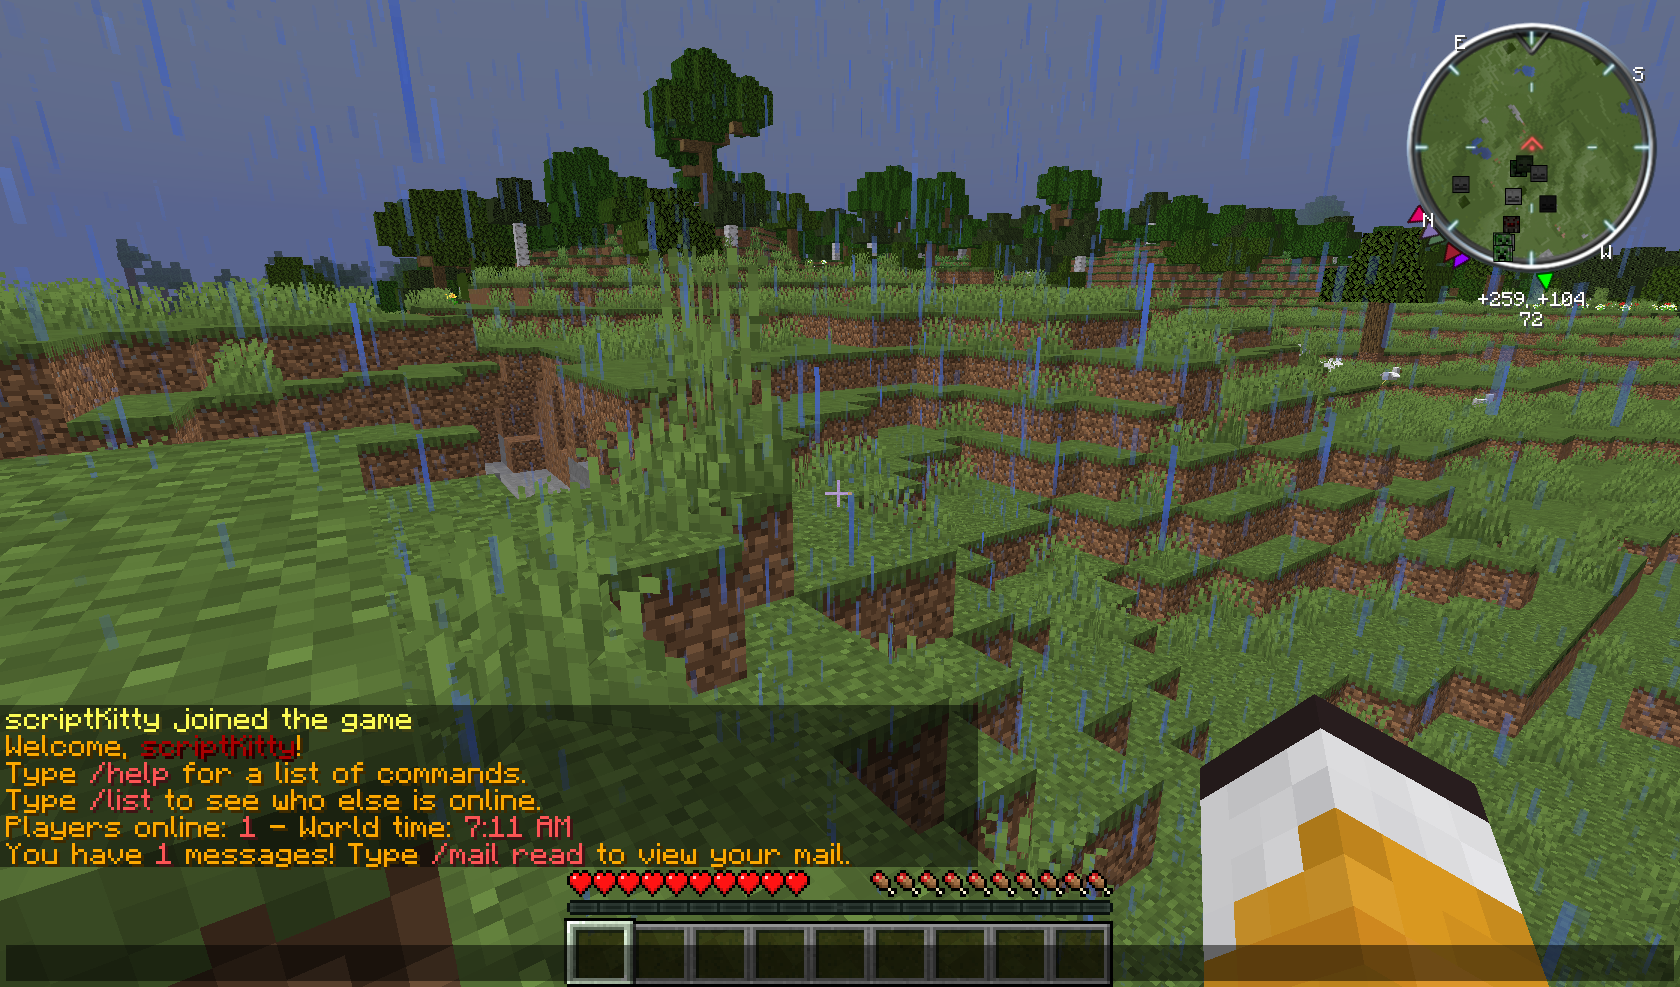 E
S
N
W
+259, +104,
72
scriptKitty joined the game
Welcome, scriptKitty!
Type /help for a list of commands.
Type /list to see who else is online.
Players online: 1 - World time: 7:11 AM
You have 1 messages! Type /mail read to view your mail.